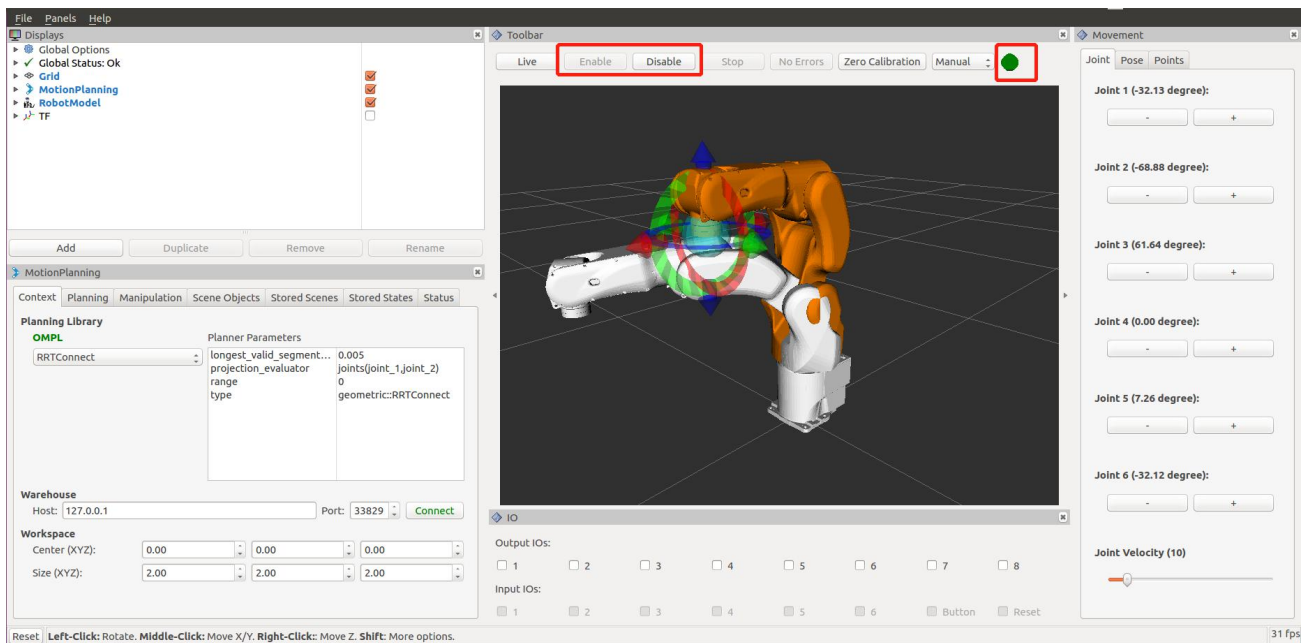 File Panels Help
Displays
Global Options
Global Status: Ok
Grid
MotionPlanning
RobotModel
TF
Add Duplicate Remove Rename
MotionPlanning
Context Planning Manipulation Scene Objects Stored Scenes Stored States Status
Planning Library
OMPL Planner Parameters
RRTConnect
longest_valid_segment... 0.005
projection_evaluator joints(joint_1,joint_2)
range 0
type geometric::RRTConnect
Warehouse
Host: 127.0.0.1 Port: 33829 Connect
Workspace
Center (XYZ): 0.00 0.00 0.00
Size (XYZ): 2.00 2.00 2.00
Toolbar
Live Enable Disable Stop No Errors Zero Calibration Manual
IO
Output IOs:
1 2 3 4 5 6 7 8
Input IOs:
1 2 3 4 5 6 Button Reset
Movement
Joint Pose Points
Joint 1 (-32.13 degree):
- +
Joint 2 (-68.88 degree):
- +
Joint 3 (61.64 degree):
- +
Joint 4 (0.00 degree):
- +
Joint 5 (7.26 degree):
- +
Joint 6 (-32.12 degree):
- +
Joint Velocity (10)
Reset Left-Click: Rotate. Middle-Click: Move X/Y. Right-Click:: Move Z. Shift: More options. 31 fps